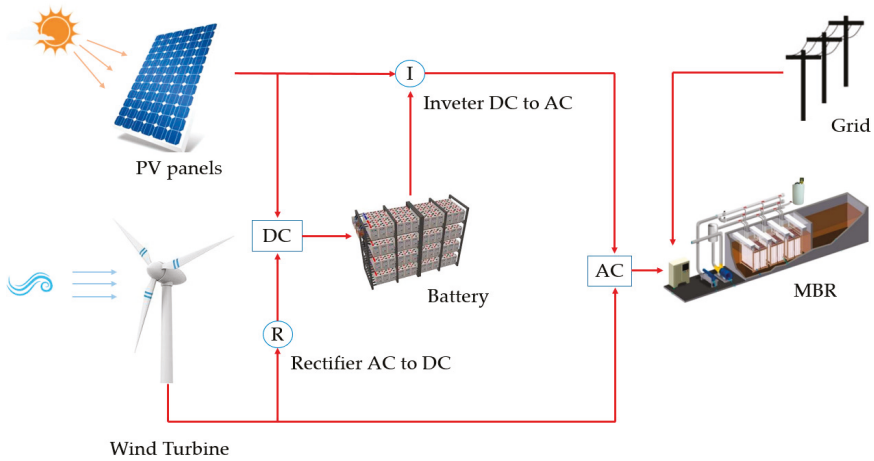 I
Inveter DC to AC
Grid
PV panels
DC
Battery
AC
MBR
R
Rectifier AC to DC
Wind Turbine